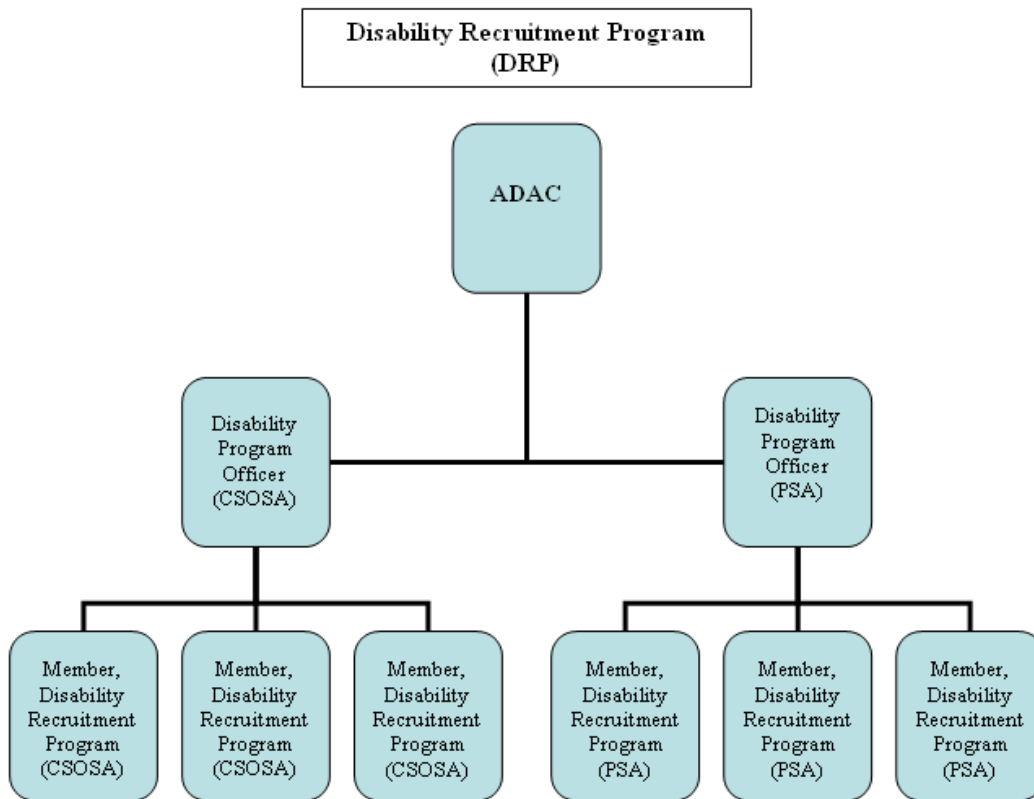 Disability Recruitment Program
(DRP)
ADAC
Disability
Program
Officer
(CSOSA)
Disability
Program
Officer
(PSA)
Member,
Disability
Recruitment
Program
(CSOSA)
Member,
Disability
Recruitment
Program
(CSOSA)
Member,
Disability
Recruitment
Program
(CSOSA)
Member,
Disability
Recruitment
Program
(PSA)
Member,
Disability
Recruitment
Program
(PSA)
Member,
Disability
Recruitment
Program
(PSA)